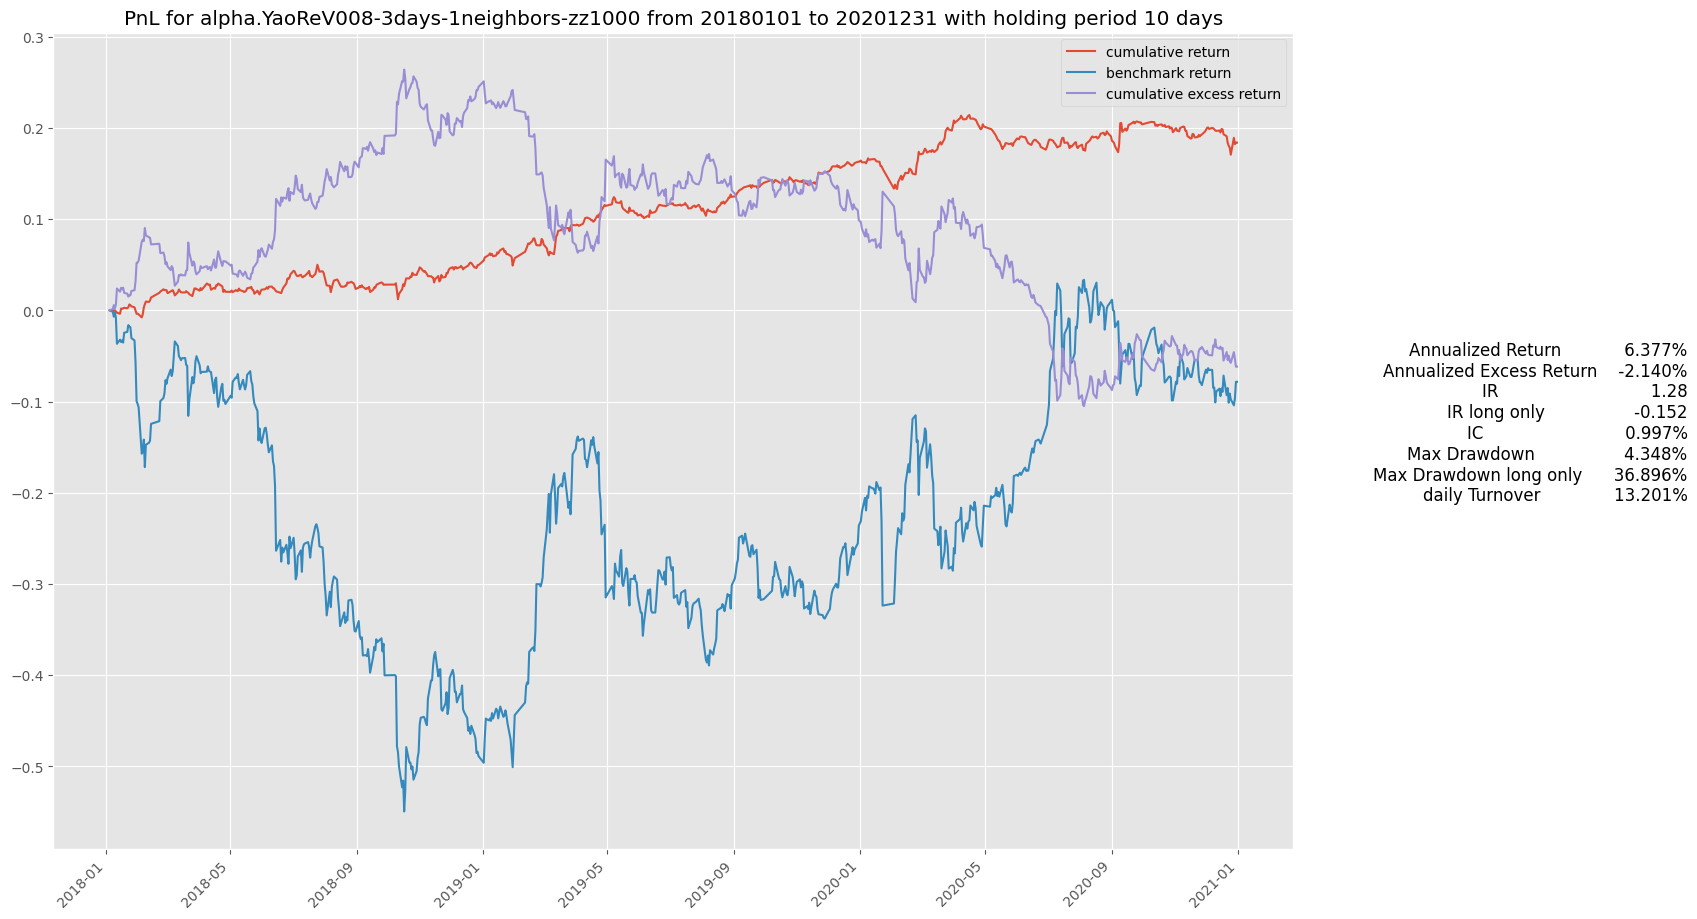 PnL for alpha.YaoReV008-3days-1neighbors-zz1000 from 20180101 to 20201231 with holding period 10 days
cumulative return
benchmark return
cumulative excess return
0.3
0.2
0.1
0.0
−0.1
−0.2
−0.3
−0.4
−0.5
2018-01
2018-05
2018-09
2019-01
2019-05
2019-09
2020-01
2020-05
2020-09
2021-01
Annualized Return 6.377%
Annualized Excess Return -2.140%
IR 1.28
IR long only -0.152
IC 0.997%
Max Drawdown 4.348%
Max Drawdown long only 36.896%
daily Turnover 13.201%